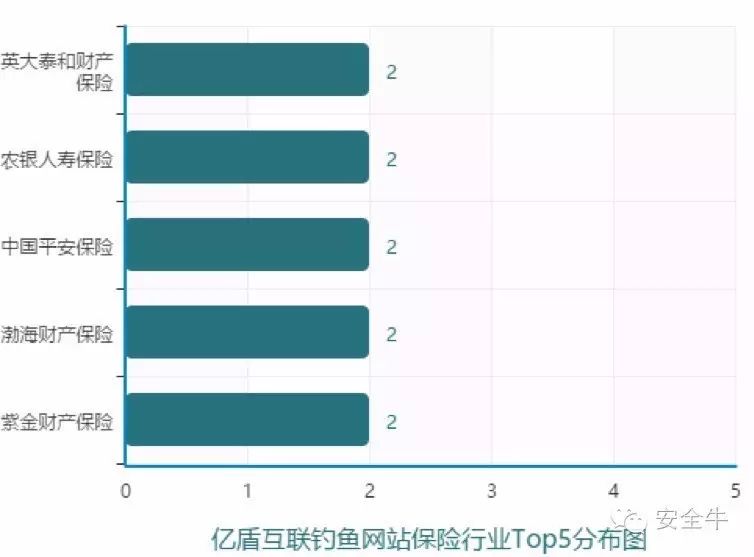 英大泰和财产
保险
2
农银人寿保险
2
中国平安保险
2
渤海财产保险
2
紫金财产保险
2
0 1 2 3 4 5
安全牛
亿盾互联钓鱼网站保险行业Top5分布图